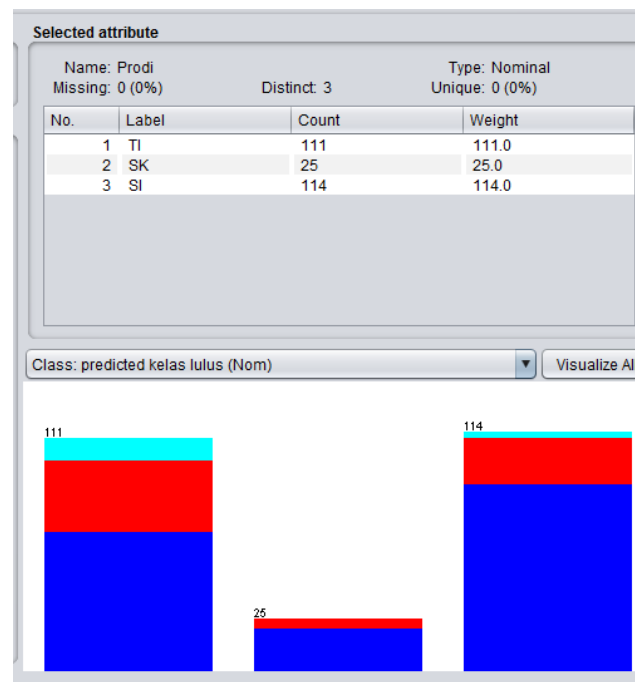 Selected attribute
Name: Prodi Type: Nominal
Missing: 0 (0%) Distinct: 3 Unique: 0 (0%)
No. Label Count Weight
1 TI 111 111.0
2 SK 25 25.0
3 SI 114 114.0
Class: predicted kelas lulus (Nom) Visualize Al
111 25 114